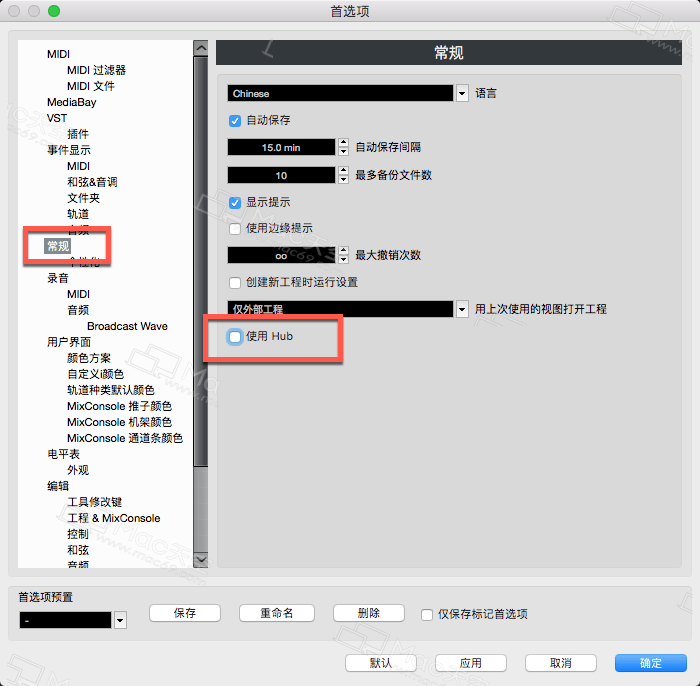 首选项
MIDI
MIDI 过滤器
MIDI 文件
MediaBay
VST
插件
事件显示
MIDI
和弦&音调
文件夹
轨道
音频
常规
个性化
录音
MIDI
音频
Broadcast Wave
用户界面
颜色方案
自定义i颜色
轨道种类默认颜色
MixConsole 推子颜色
MixConsole 机架颜色
MixConsole 通道条颜色
电平表
外观
编辑
工具修改键
工程 & MixConsole
控制
和弦
音频
常规
Chinese 语言
自动保存
15.0 min 自动保存间隔
10 最多备份文件数
显示提示
使用边缘提示
∞ 最大撤销次数
创建新工程时运行设置
仅外部工程 用上次使用的视图打开工程
使用 Hub
首选项预置
- 保存 重命名 删除 仅保存标记首选项
默认 应用 取消 确定